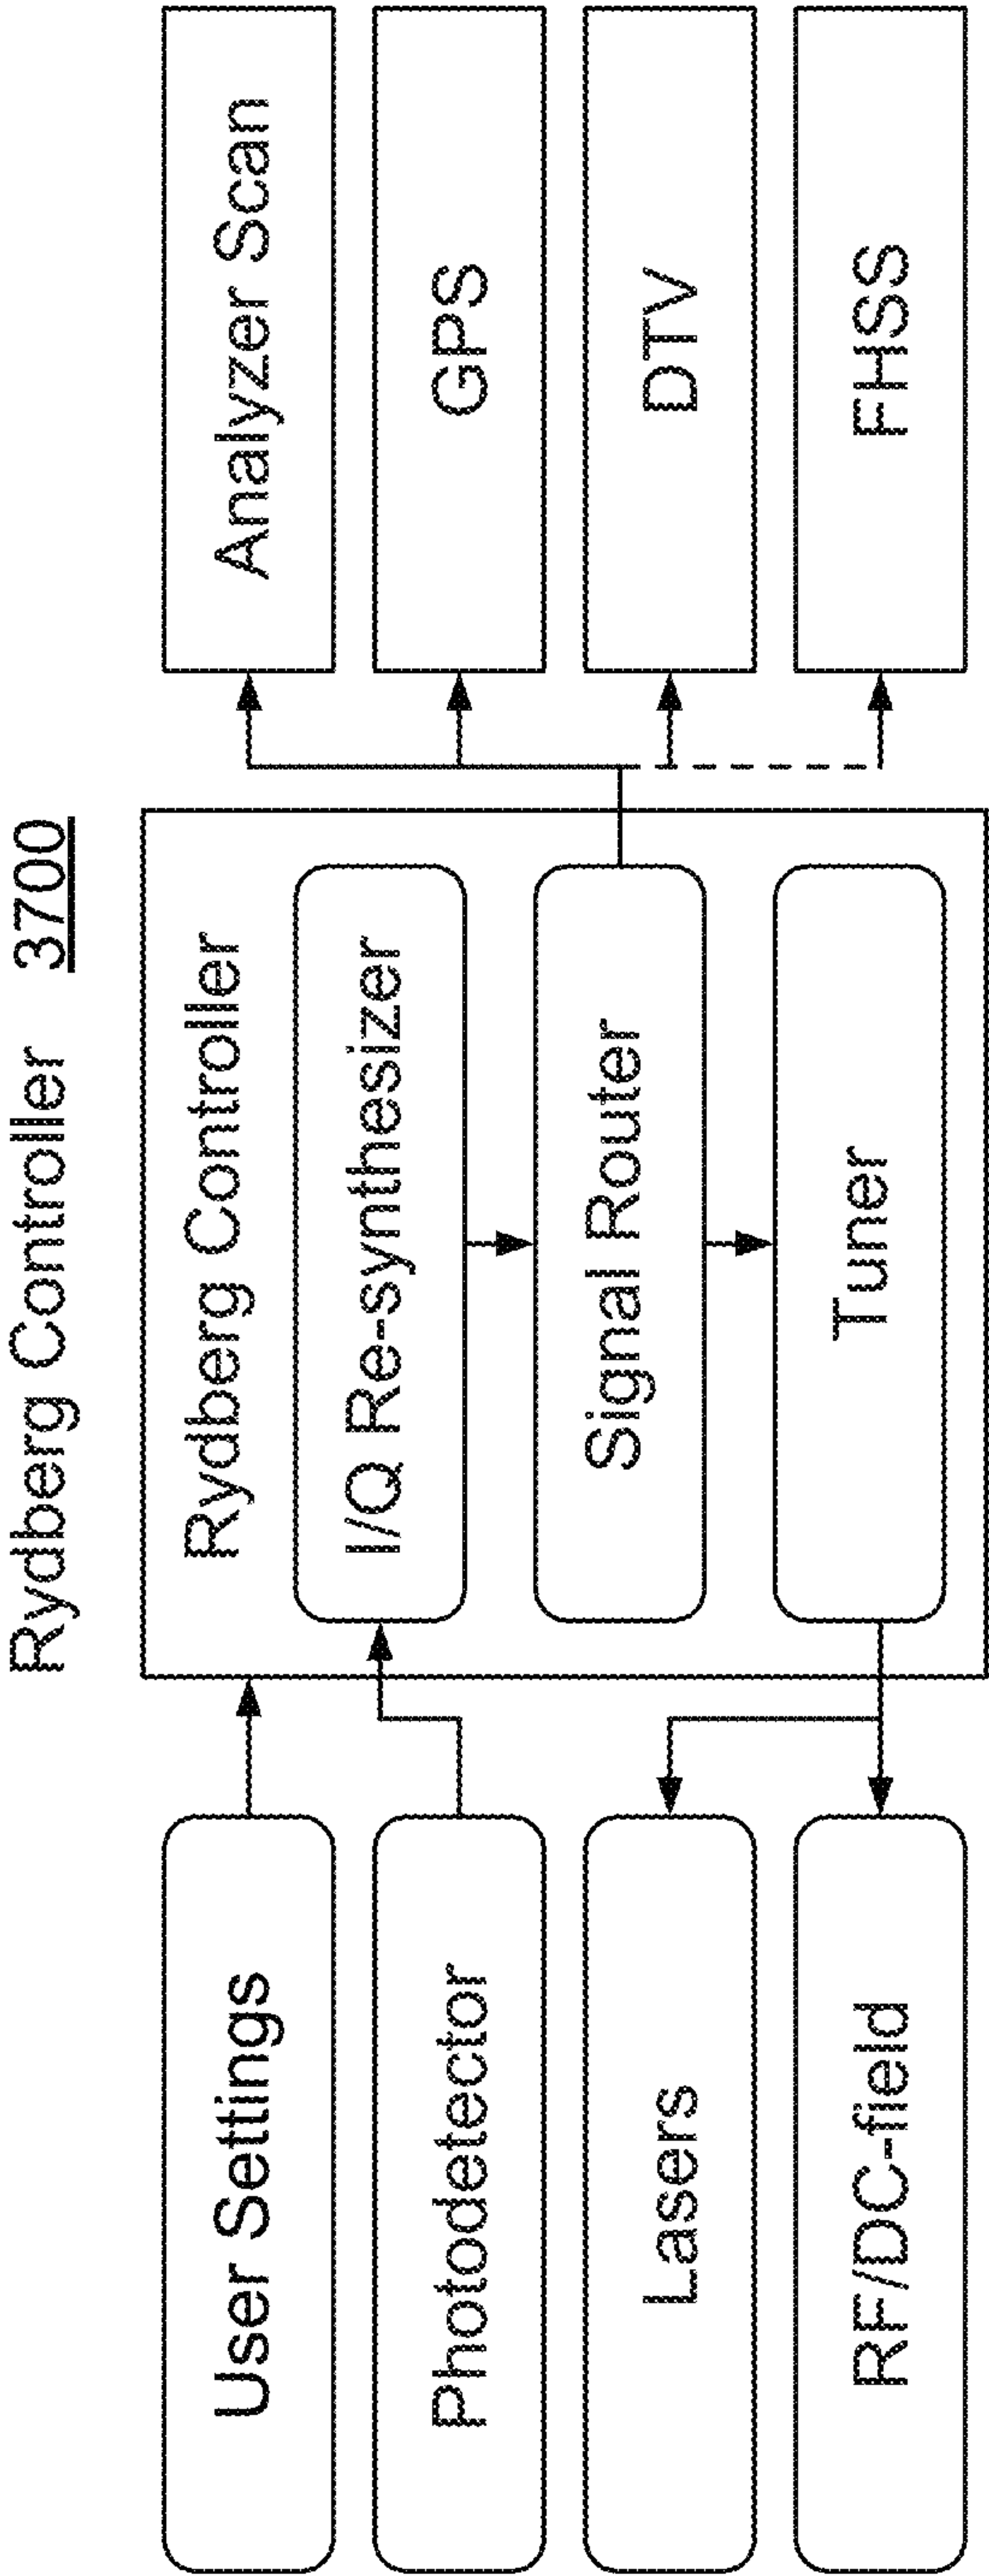 Rydberg Controller 3700
User Settings
Photodetector
Lasers
RF/DC-field
Rydberg Controller
I/Q Re-synthesizer
Signal Router
Tuner
Analyzer Scan
GPS
DTV
FHSS